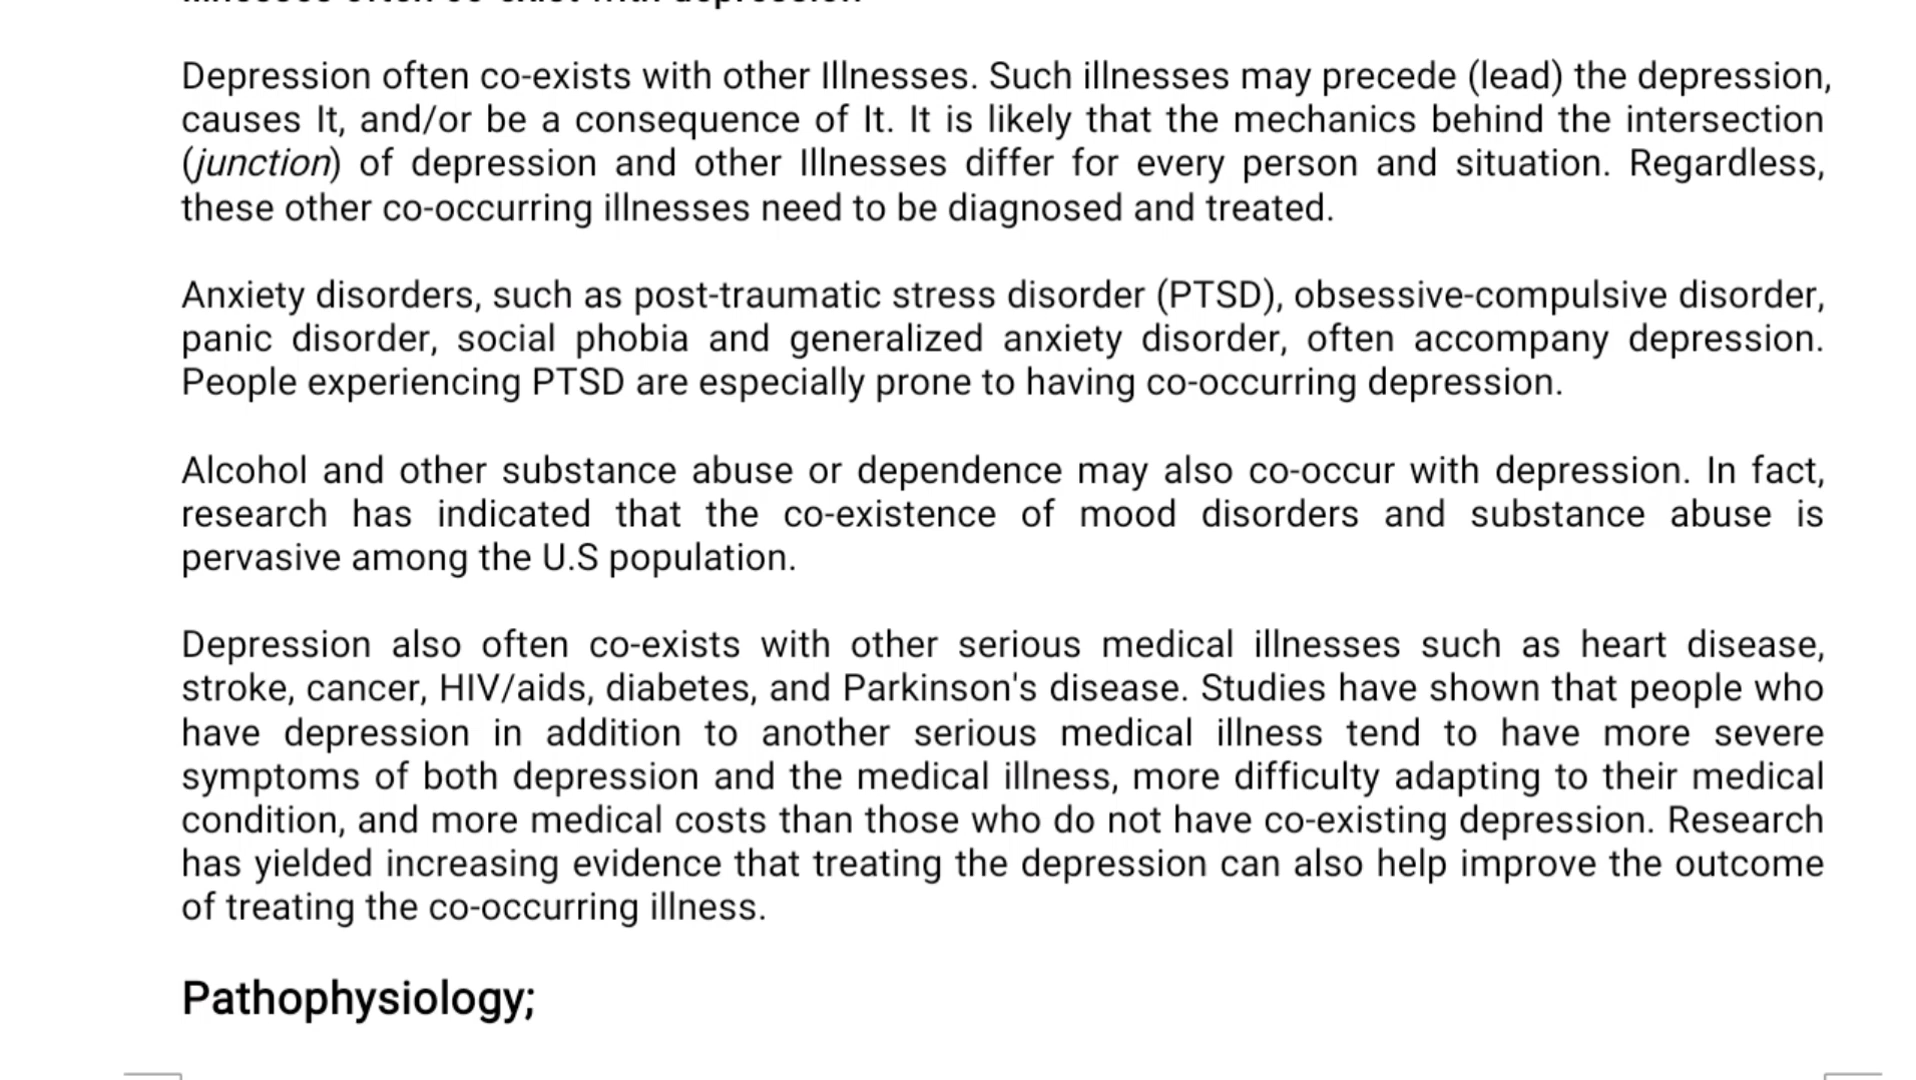 Illnesses often co-exist with depression
Depression often co-exists with other Illnesses. Such illnesses may precede (lead) the depression,
causes It, and/or be a consequence of It. It is likely that the mechanics behind the intersection
(junction) of depression and other Illnesses differ for every person and situation. Regardless,
these other co-occurring illnesses need to be diagnosed and treated.
Anxiety disorders, such as post-traumatic stress disorder (PTSD), obsessive-compulsive disorder,
panic disorder, social phobia and generalized anxiety disorder, often accompany depression.
People experiencing PTSD are especially prone to having co-occurring depression.
Alcohol and other substance abuse or dependence may also co-occur with depression. In fact,
research has indicated that the co-existence of mood disorders and substance abuse is
pervasive among the U.S population.
Depression also often co-exists with other serious medical illnesses such as heart disease,
stroke, cancer, HIV/aids, diabetes, and Parkinson's disease. Studies have shown that people who
have depression in addition to another serious medical illness tend to have more severe
symptoms of both depression and the medical illness, more difficulty adapting to their medical
condition, and more medical costs than those who do not have co-existing depression. Research
has yielded increasing evidence that treating the depression can also help improve the outcome
of treating the co-occurring illness.
Pathophysiology;